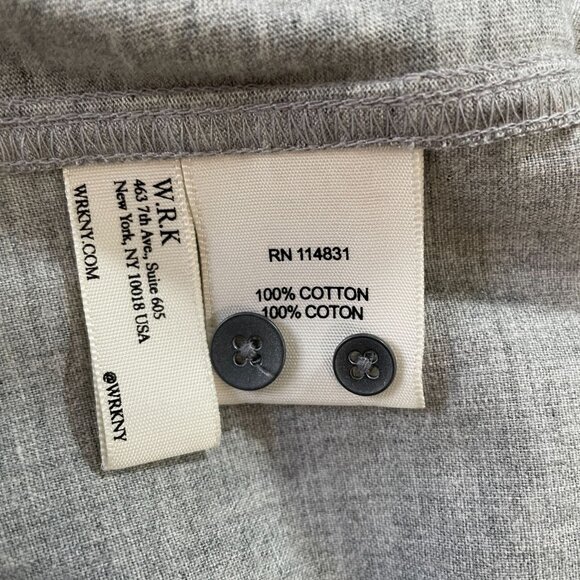 W.R.K
463 7th Ave., Suite 605
New York, NY 10018 USA
WRKNY.COM
@WRKNY
RN 114831
100% COTTON
100% COTON